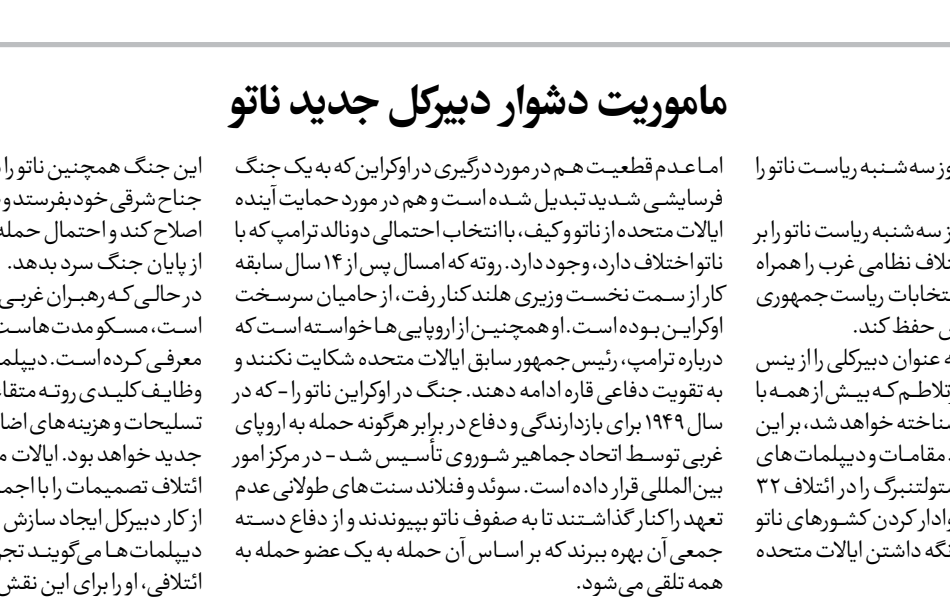 ماموریت دشوار دبیرکل جدید ناتو
سه‌شنبه ریاست ناتو را
سه‌شنبه ریاست ناتو را بر
نظامی غرب را همراه
ریاست جمهوری
حفظ کند.
عنوان دبیرکلی را از ینس
که بیش از همه با
خواهد شد، بر این
مقامات و دیپلمات‌های
را در ائتلاف ۳۲
کردن کشورهای ناتو
داشتن ایالات متحده
اما عدم قطعیت هم در مورد درگیری در اوکراین که به یک جنگ
فرسایشی شدید تبدیل شده است و هم در مورد حمایت آینده
ایالات متحده از ناتو و کیف، با انتخاب احتمالی دونالد ترامپ که با
ناتو اختلاف دارد، وجود دارد. روته که امسال پس از ۱۴ سال سابقه
کار از سمت نخست وزیری هلند کنار رفت، از حامیان سرسخت
اوکراین بوده است. او همچنین از اروپایی‌ها خواسته است که
درباره ترامپ، رئیس جمهور سابق ایالات متحده شکایت نکنند و
به تقویت دفاعی قاره ادامه دهند. جنگ در اوکراین ناتو را – که در
سال ۱۹۴۹ برای بازدارندگی و دفاع در برابر هرگونه حمله به اروپای
غربی توسط اتحاد جماهیر شوروی تأسیس شد – در مرکز امور
بین‌المللی قرار داده است. سوئد و فنلاند سنت‌های طولانی عدم
تعهد را کنار گذاشتند تا به صفوف ناتو بپیوندند و از دفاع دسته
جمعی آن بهره ببرند که بر اساس آن حمله به یک عضو حمله به
همه تلقی می‌شود.
این جنگ همچنین ناتو را
جناح شرقی خود بفرستد و
اصلاح کند و احتمال حمله
از پایان جنگ سرد بدهد.
در حالی که رهبران غربی
است، مسکو مدت‌هاست
معرفی کرده است.
وظایف کلیدی روته
تسلیحات و هزینه‌های
جدید خواهد بود. ایالات
ائتلاف تصمیمات را با
از کار دبیرکل ایجاد سازش
دیپلمات‌ها می‌گویند
ائتلافی، او را برای این نقش